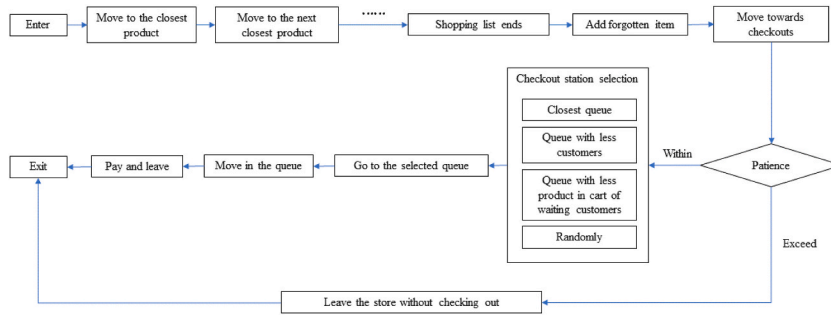 Enter
Move to the closest
product
Move to the next
closest product
......
Shopping list ends
Add forgotten item
Move towards
checkouts
Checkout station selection
Closest queue
Queue with less
customers
Queue with less
product in cart of
waiting customers
Randomly
Within
Patience
Exceed
Exit
Pay and leave
Move in the queue
Go to the selected queue
Leave the store without checking out